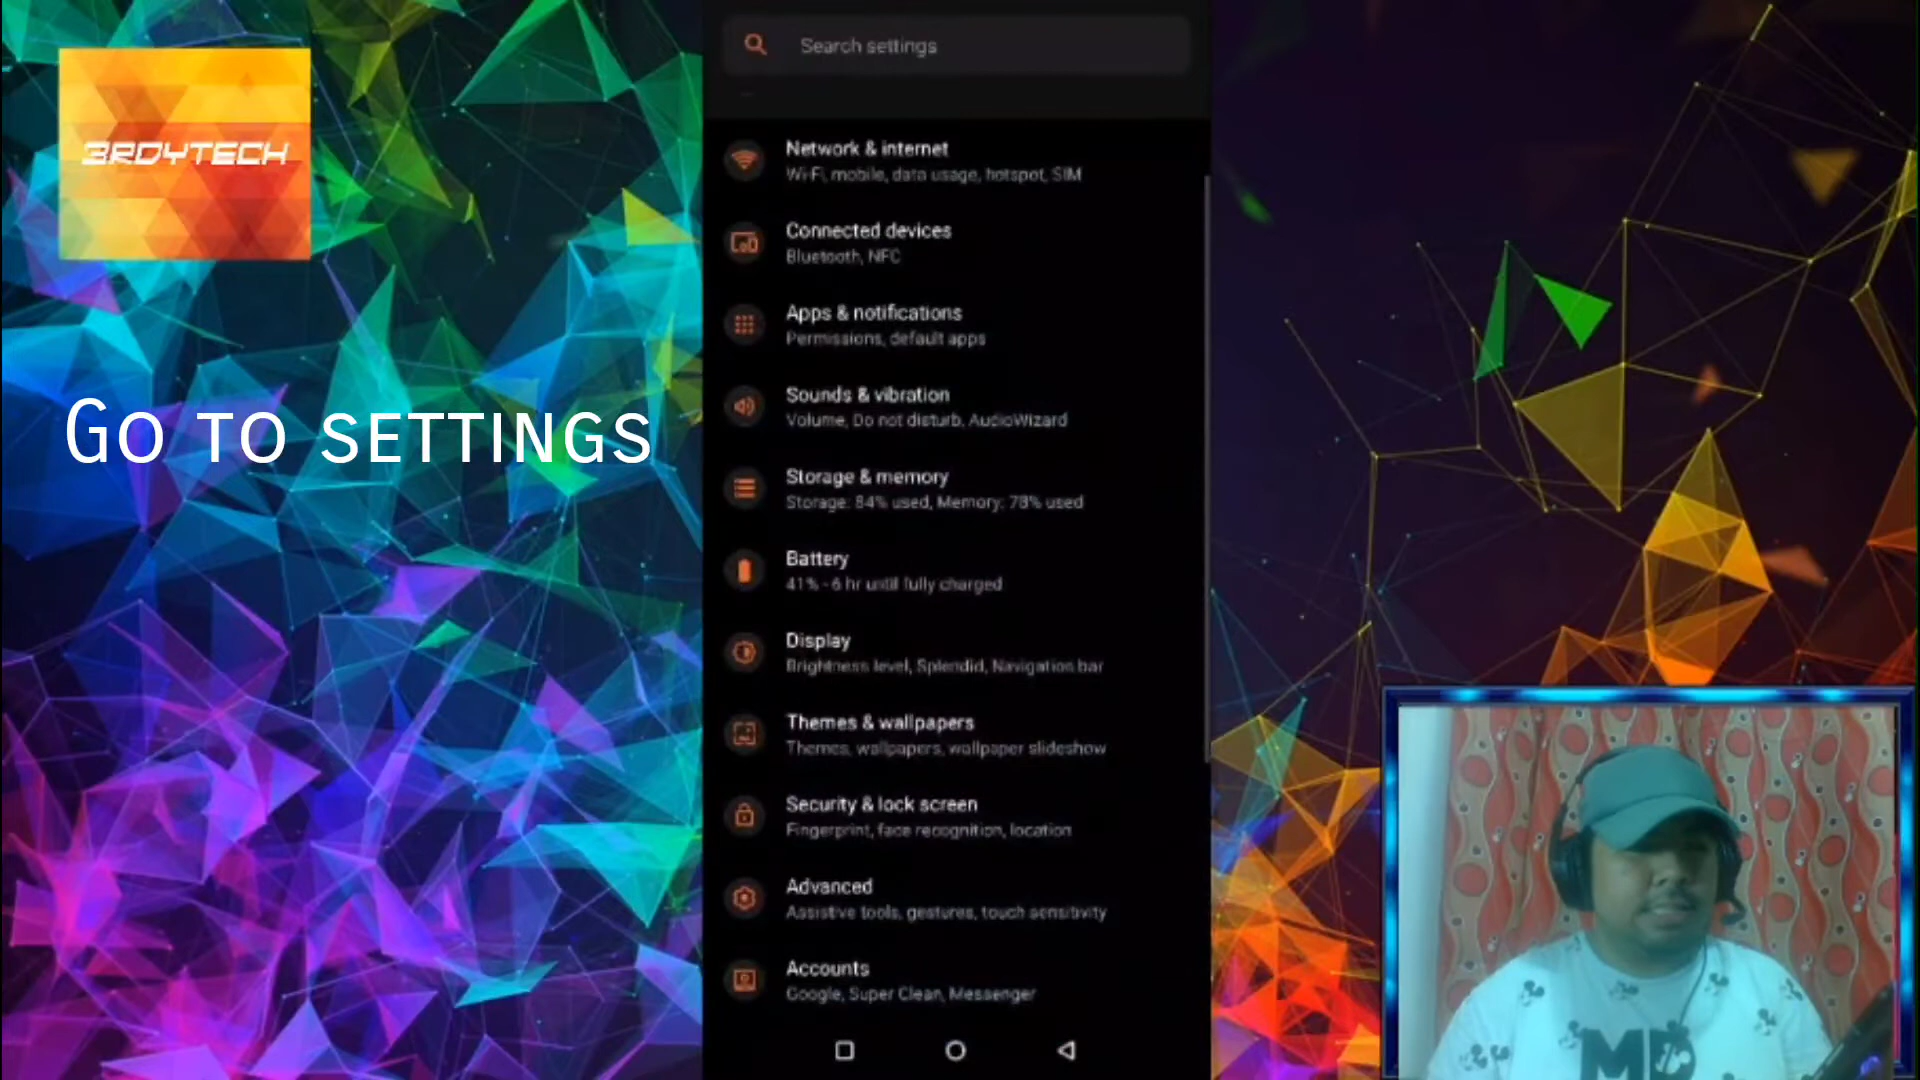 3RDYTECH
Go to settings
Search settings
Network & internet
Wi-Fi, mobile, data usage, hotspot, SIM
Connected devices
Bluetooth, NFC
Apps & notifications
Permissions, default apps
Sounds & vibration
Volume, Do not disturb, AudioWizard
Storage & memory
Storage: 84% used, Memory: 78% used
Battery
41% - 6 hr until fully charged
Display
Brightness level, Splendid, Navigation bar
Themes & wallpapers
Themes, wallpapers, wallpaper slideshow
Security & lock screen
Fingerprint, face recognition, location
Advanced
Assistive tools, gestures, touch sensitivity
Accounts
Google, Super Clean, Messenger